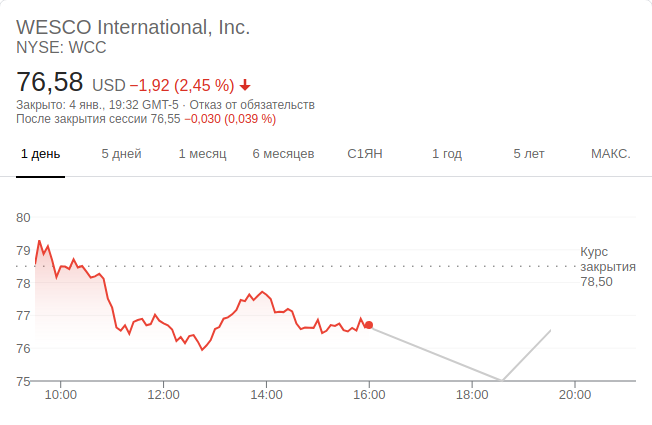 WESCO International, Inc.
NYSE: WCC
76,58 USD −1,92 (2,45 %)
Закрыто: 4 янв., 19:32 GMT-5 · Отказ от обязательств
После закрытия сессии 76,55 −0,030 (0,039 %)
1 день 5 дней 1 месяц 6 месяцев С1ЯН 1 год 5 лет МАКС.
80
79
78
77
76
75
Курс
закрытия
78,50
10:00 12:00 14:00 16:00 18:00 20:00